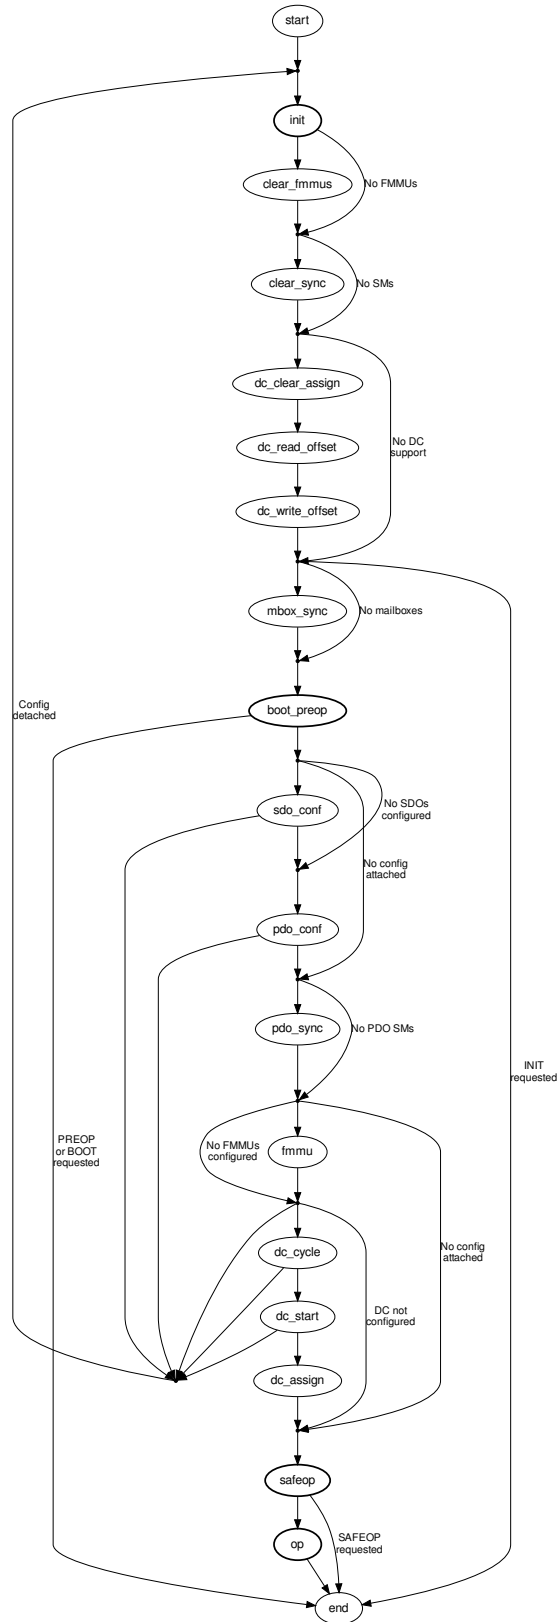 start
init
clear_fmmus
No FMMUs
clear_sync
No SMs
dc_clear_assign
dc_read_offset
No DC
support
dc_write_offset
mbox_sync
No mailboxes
Config
detached
boot_preop
sdo_conf
No SDOs
configured
No config
attached
pdo_conf
pdo_sync
No PDO SMs
INIT
requested
PREOP
or BOOT
requested
No FMMUs
configured
fmmu
dc_cycle
No config
attached
dc_start
DC not
configured
dc_assign
safeop
op
SAFEOP
requested
end